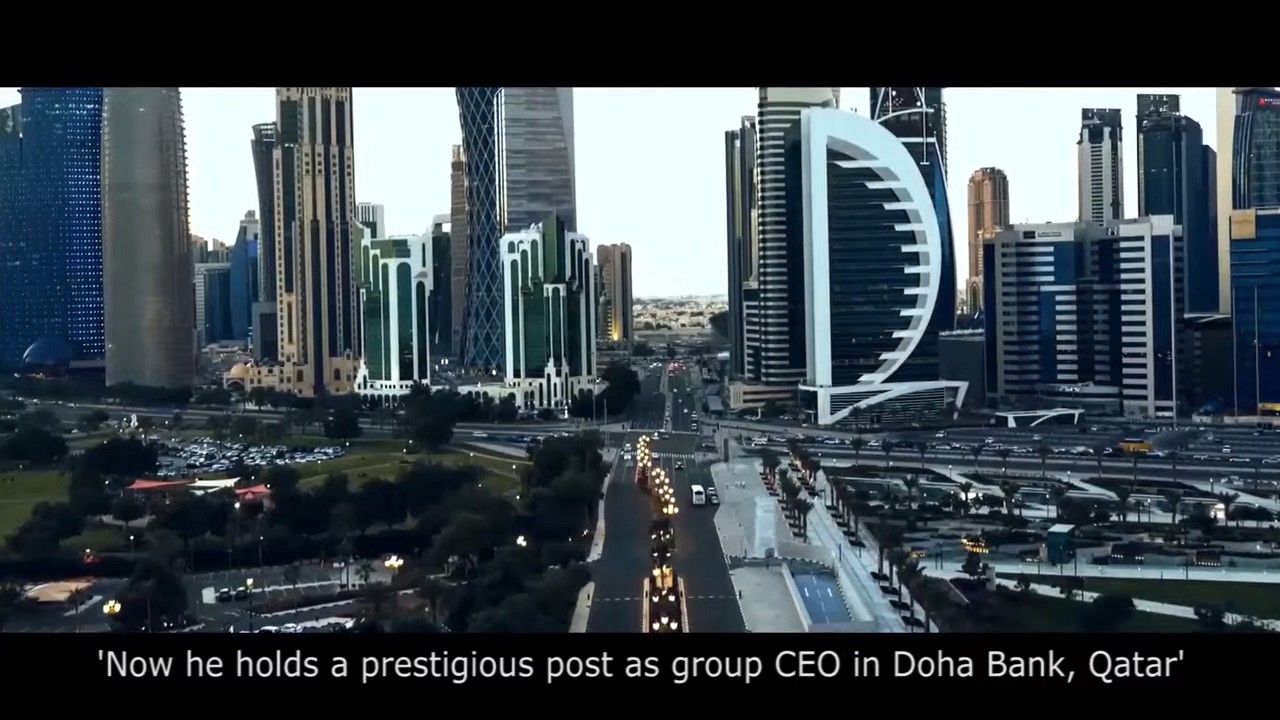 'Now he holds a prestigious post as group CEO in Doha Bank, Qatar'